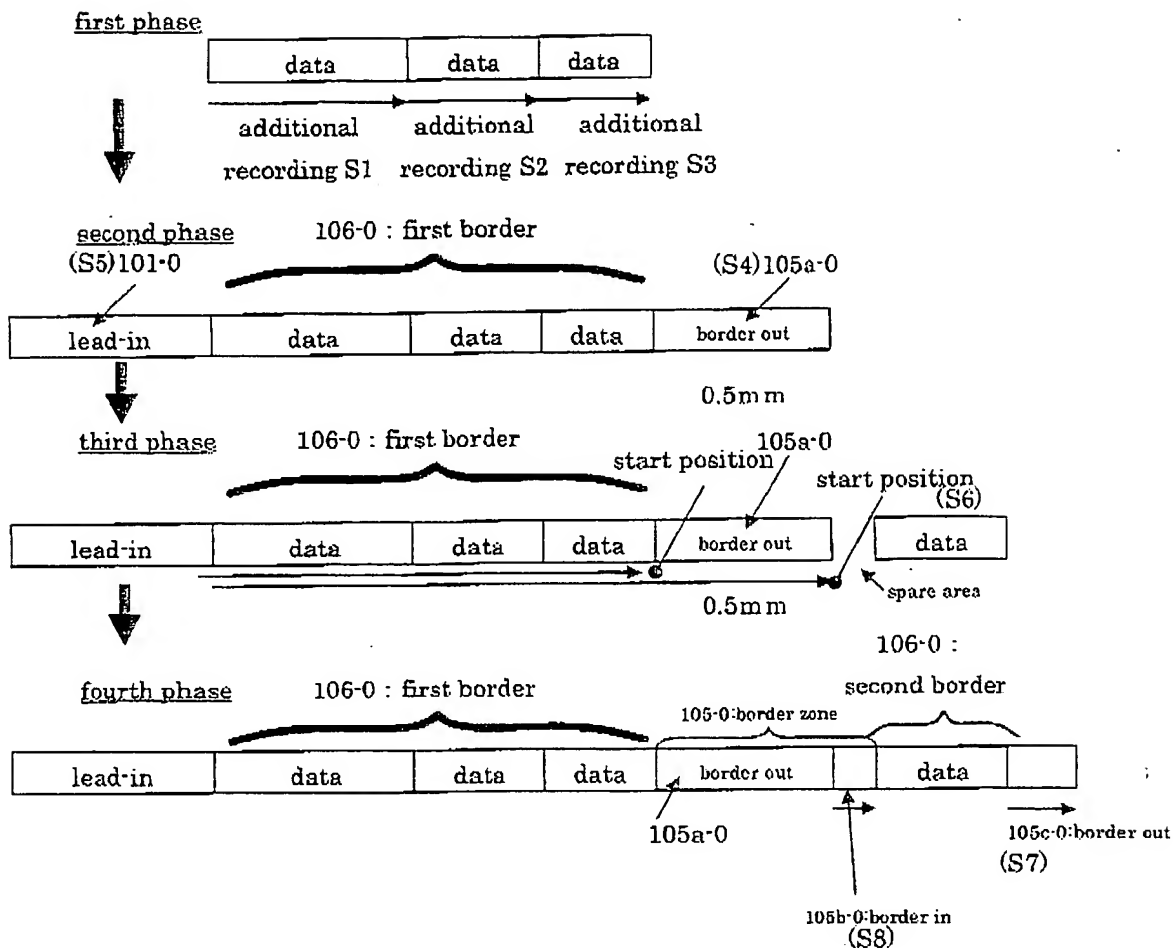 first phase
data data data
additional additional additional
recording S1 recording S2 recording S3
second phase 106-0 : first border
(S5)101-0 (S4)105a-0
lead-in data data data border out
0.5mm
third phase 106-0 : first border 105a-0
start position start position
(S6)
lead-in data data data border out data
0.5mm spare area
106-0 :
fourth phase 106-0 : first border second border
105-0:border zone
lead-in data data data border out data
105a-0 105c-0:border out
(S7)
105b-0:border in
(S8)